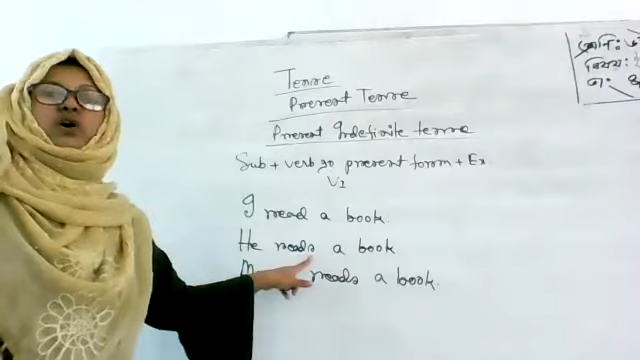 Tense
Present Tense
Present Indefinite tense
Sub + verb এর present form + Ex.
V1
I read a book.
He reads a book
reads a book.
শ্রেণি:
বিষয়: